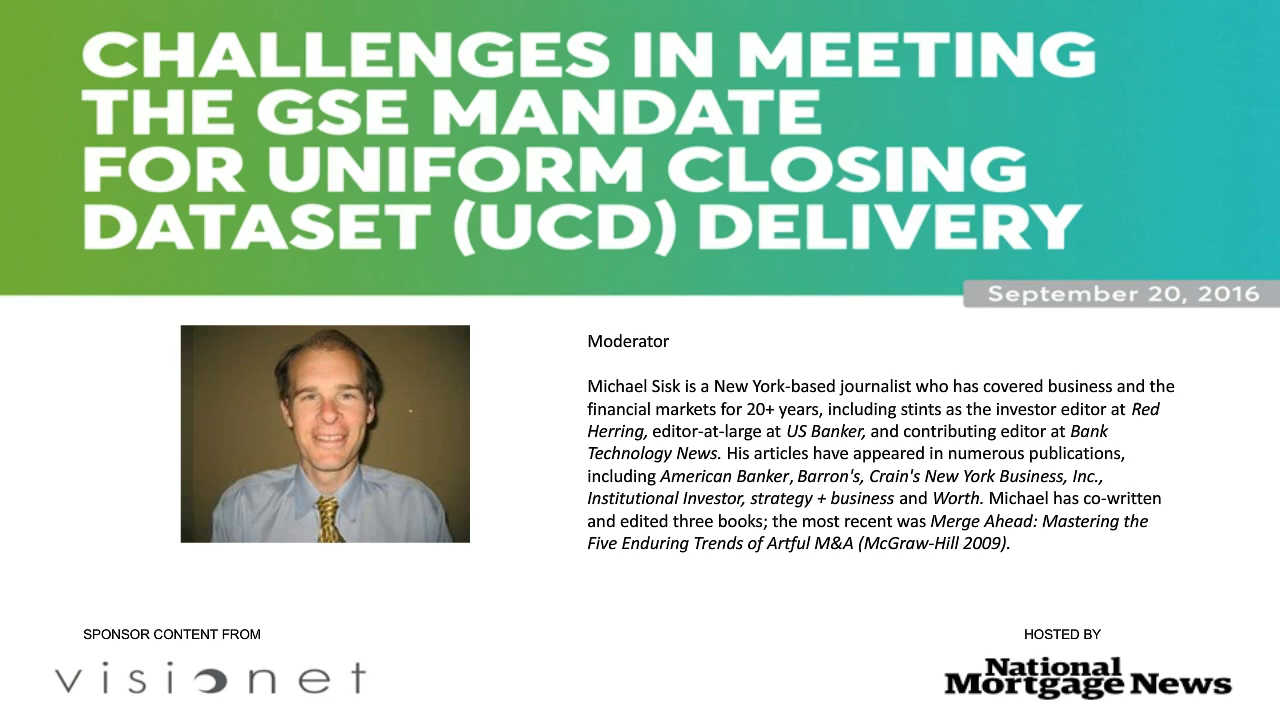 CHALLENGES IN MEETING
THE GSE MANDATE
FOR UNIFORM CLOSING
DATASET (UCD) DELIVERY
September 20, 2016
Moderator
Michael Sisk is a New York-based journalist who has covered business and the
financial markets for 20+ years, including stints as the investor editor at Red
Herring, editor-at-large at US Banker, and contributing editor at Bank
Technology News. His articles have appeared in numerous publications,
including American Banker, Barron's, Crain's New York Business, Inc.,
Institutional Investor, strategy + business and Worth. Michael has co-written
and edited three books; the most recent was Merge Ahead: Mastering the
Five Enduring Trends of Artful M&A (McGraw-Hill 2009).
SPONSOR CONTENT FROM
visionet
HOSTED BY
National
Mortgage News